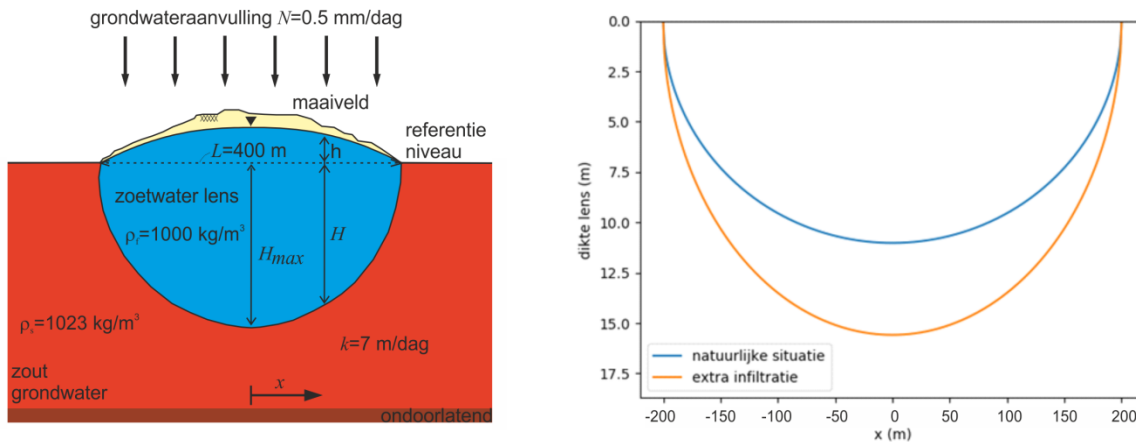 grondwateraanvulling N=0.5 mm/dag
maaiveld
referentie
niveau
L=400 m
h
zoetwater lens
ρf=1000 kg/m³
Hmax
H
ρs=1023 kg/m³
k=7 m/dag
zout
grondwater
x
ondoorlatend
0.0
2.5
5.0
7.5
10.0
12.5
15.0
17.5
dikte lens (m)
natuurlijke situatie
extra infiltratie
-200 -150 -100 -50 0 50 100 150 200
x (m)